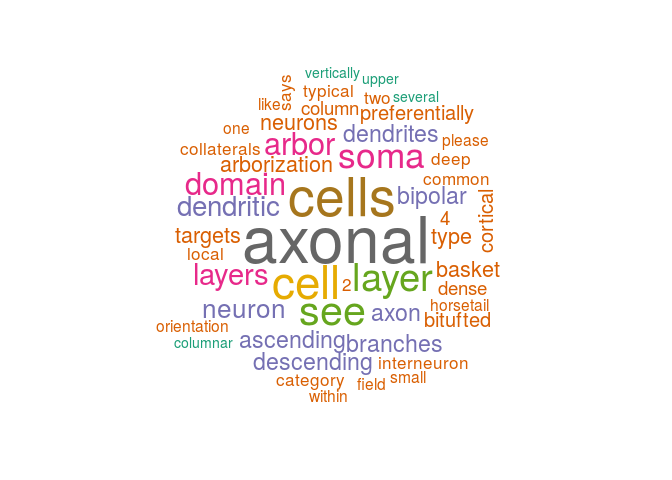 vertically upper
says typical two several
like column preferentially
one neurons dendrites please
collaterals arbor soma deep
arborization common
domain cells bipolar
dendritic 4 cortical
targets axonal type
local
layers cell 2 layer basket
dense
neuron see axon horsetail
orientation bitufted
columnar ascending branches
descending interneuron
category field small
within